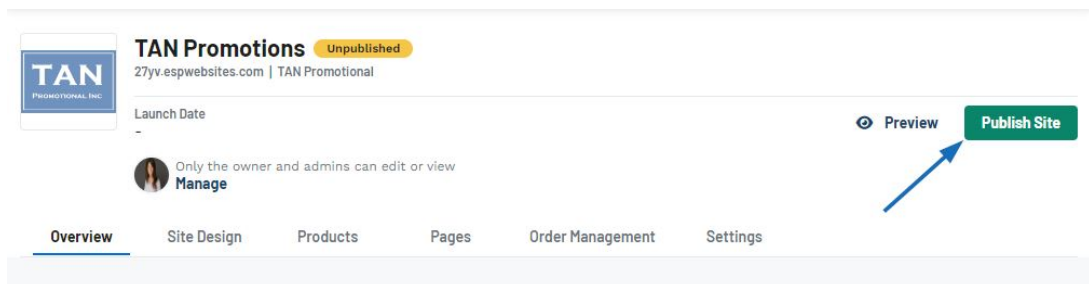 TAN
PROMOTIONAL INC
TAN Promotions Unpublished
27yv.espwebsites.com | TAN Promotional
Launch Date
-
Preview Publish Site
Only the owner and admins can edit or view
Manage
Overview Site Design Products Pages Order Management Settings